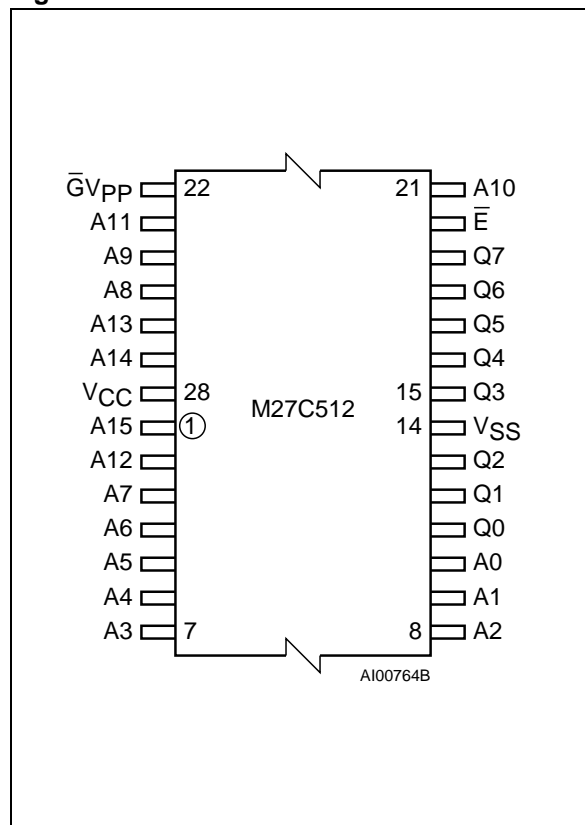 G̅VPP 22 21 A10
A11 E̅
A9 Q7
A8 Q6
A13 Q5
A14 Q4
VCC 28 15 Q3
M27C512
A15 1 14 VSS
A12 Q2
A7 Q1
A6 Q0
A5 A0
A4 A1
A3 7 8 A2
AI00764B